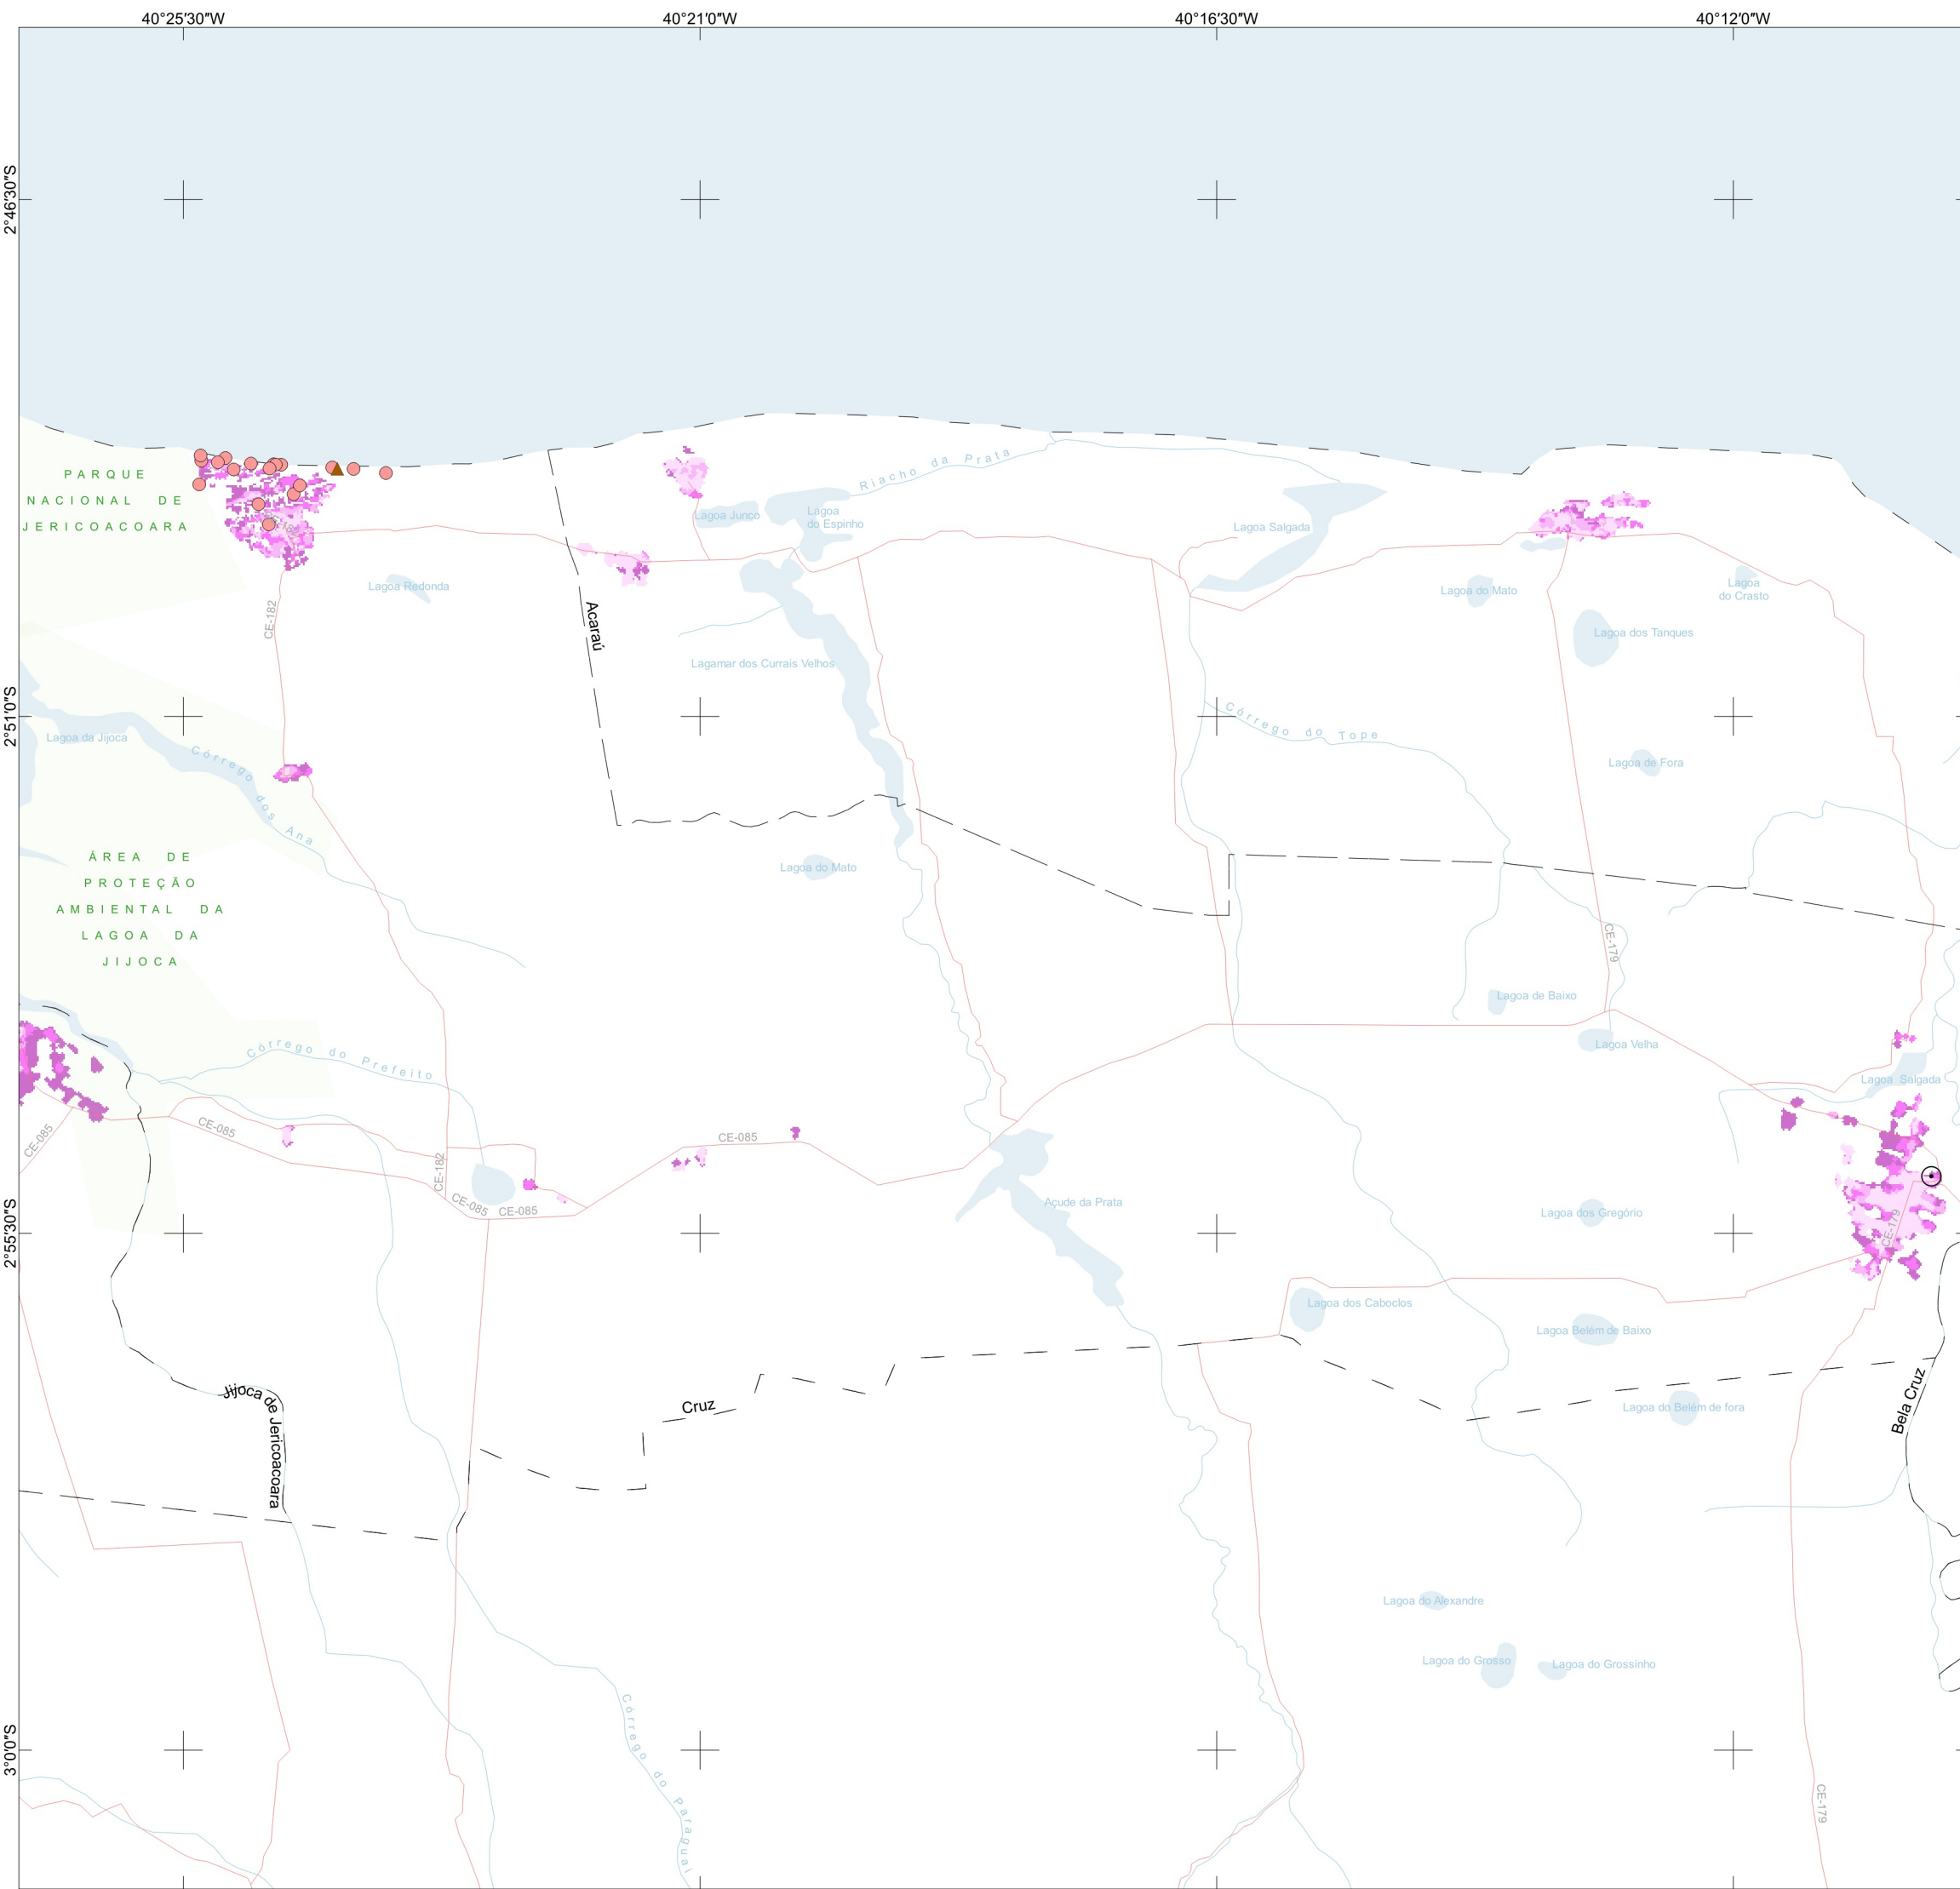 40°25'30"W
40°21'0"W
40°16'30"W
40°12'0"W
2°46'30"S
PARQUE
NACIONAL DE
JERICOACOARA
CE-182
Riacho da Prata
Lagoa Junco
Lagoa
do Espinho
Lagoa Salgada
Lagoa Redonda
Lagoa do Mato
Lagoa
do Crasto
CE-182
Acaraú
Lagoa dos Tanques
Lagamar dos Currais Velhos
2°51'0"S
Lagoa da Jijoca
Córrego dos Ana
Córrego do Tope
Lagoa de Fora
ÁREA DE
PROTEÇÃO
AMBIENTAL DA
LAGOA DA
JIJOCA
Lagoa do Mato
CE-179
Lagoa de Baixo
Córrego do Prefeito
Lagoa Velha
Lagoa Salgada
CE-085
CE-085
CE-085
CE-182
CE-085
CE-085
Açude da Prata
Lagoa dos Gregório
CE-179
2°55'30"S
Lagoa dos Caboclos
Lagoa Belém de Baixo
Jijoca de Jericoacoara
Cruz
Lagoa do Belém de fora
Bela Cruz
Lagoa do Alexandre
Lagoa do Grosso
Lagoa do Grossinho
Córrego do Paraguai
3°0'0"S
CE-179